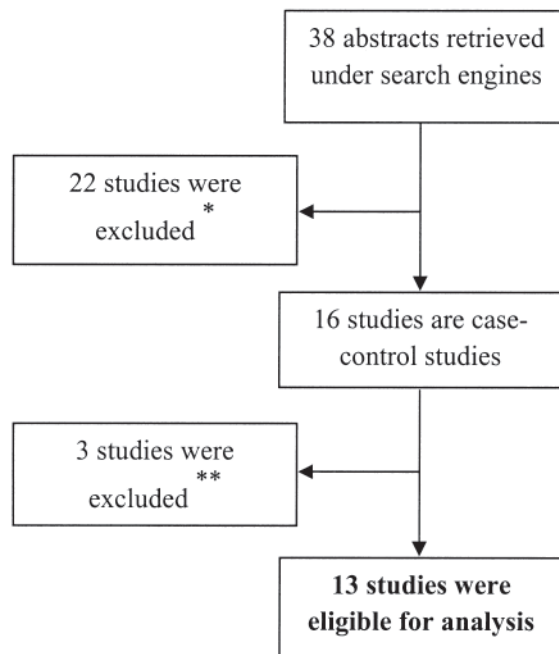 38 abstracts retrieved
under search engines
22 studies were
excluded *
16 studies are case-
control studies
3 studies were
excluded **
13 studies were
eligible for analysis